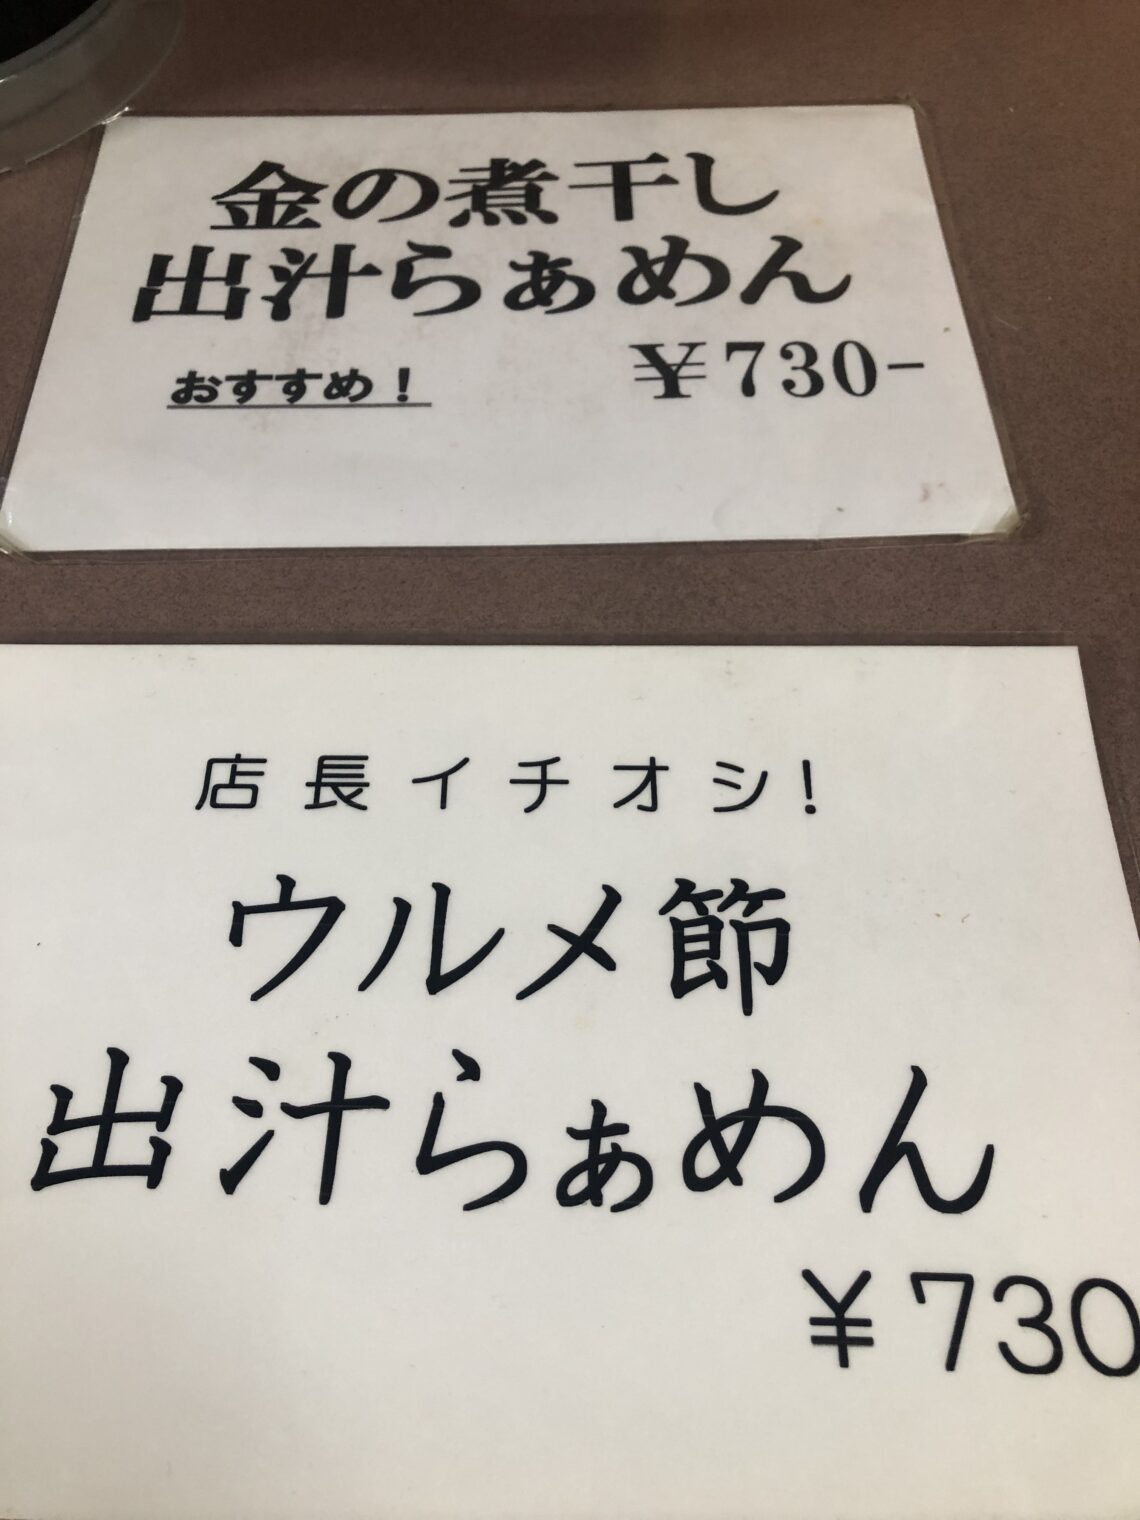 金の煮干し
出汁らぁめん
おすすめ！ ￥730-
店長イチオシ!
ウルメ節
出汁らぁめん
￥730